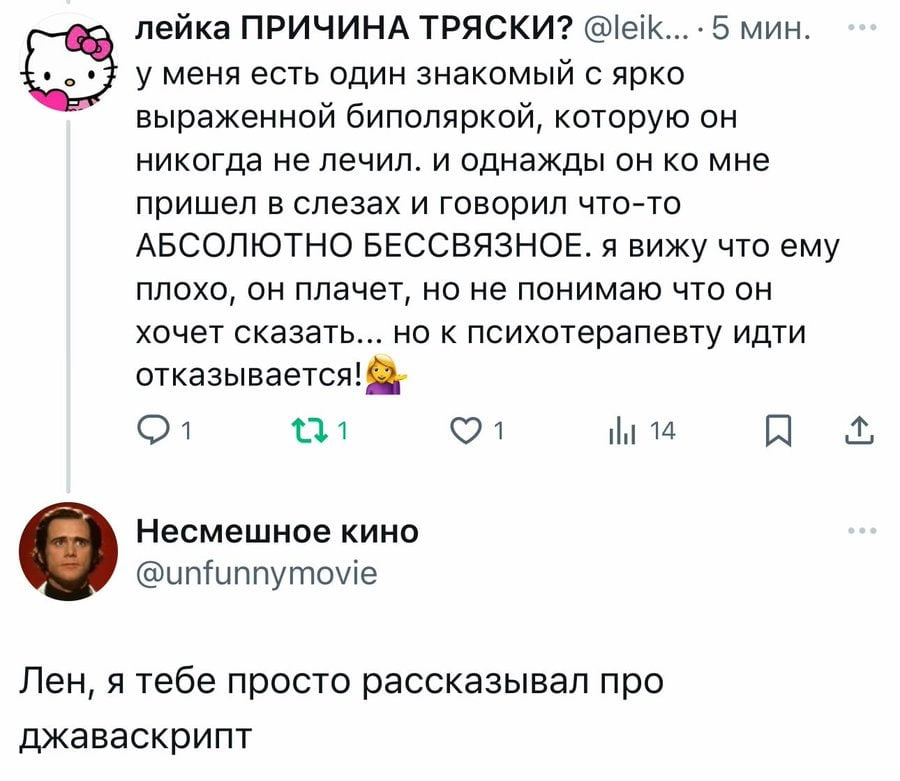 лейка ПРИЧИНА ТРЯСКИ? @leik... · 5 мин.
у меня есть один знакомый с ярко
выраженной биполяркой, которую он
никогда не лечил. и однажды он ко мне
пришел в слезах и говорил что-то
АБСОЛЮТНО БЕССВЯЗНОЕ. я вижу что ему
плохо, он плачет, но не понимаю что он
хочет сказать... но к психотерапевту идти
отказывается!💁‍♀️
1 1 1 14
Несмешное кино
@unfunnymovie
Лен, я тебе просто рассказывал про
джаваскрипт